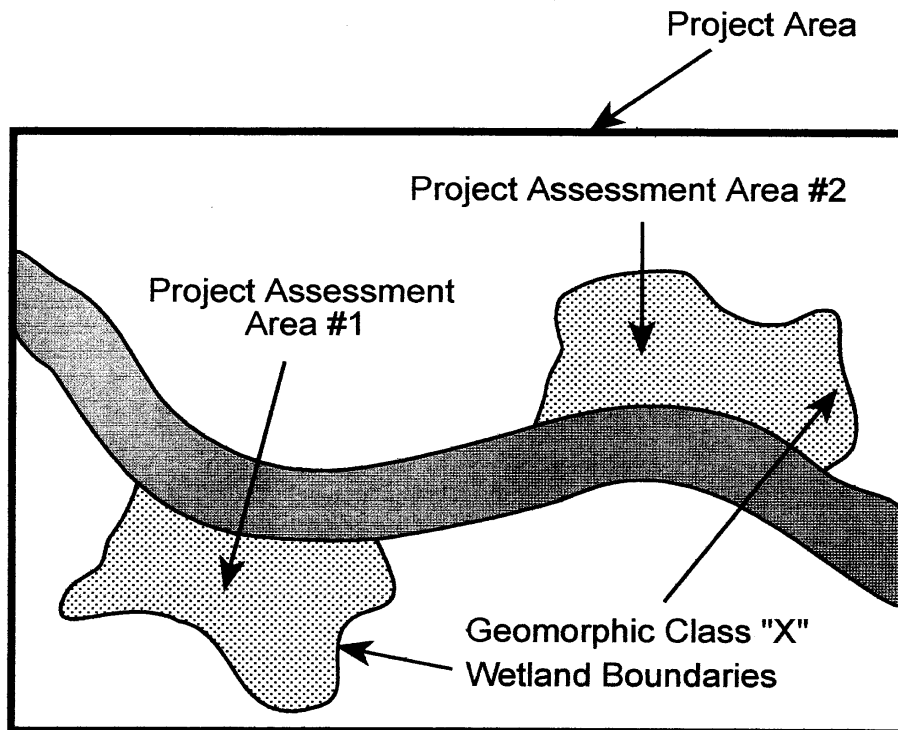 Project Area
Project Assessment Area #2
Project Assessment
Area #1
Geomorphic Class "X"
Wetland Boundaries